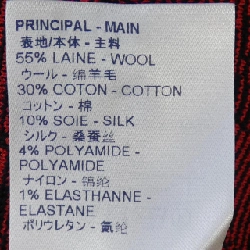 PRINCIPAL - MAIN
表地/本体 - 主料
55% LAINE - WOOL
ウール - 绵羊毛
30% COTON - COTTON
コットン - 棉
10% SOIE - SILK
シルク - 桑蚕丝
4% POLYAMIDE -
POLYAMIDE
ナイロン - 锦纶
1% ELASTHANNE -
ELASTANE
ポリウレタン - 氨纶